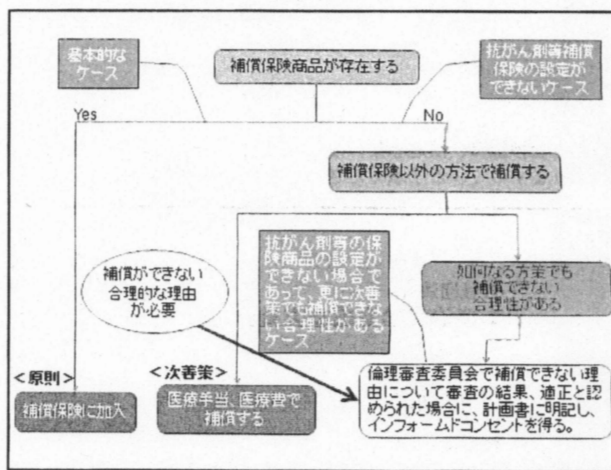 基本的な
ケース
補償保険商品が存在する
抗がん剤等補償
保険の設定が
できないケース
Yes
No
補償保険以外の方法で補償する
抗がん剤等の保
険商品の設定が
できない場合で
あって、更に次善
策でも補償できな
い合理性がある
ケース
如何なる方策でも
補償できない
合理性がある
補償ができない
合理的な理由
が必要
<原則>
補償保険に加入
<次善策>
医療手当、医療費で
補償する
倫理審査委員会で補償できない理
由について審査の結果、適正と認
められた場合に、計画書に明記し、
インフォームドコンセントを得る。